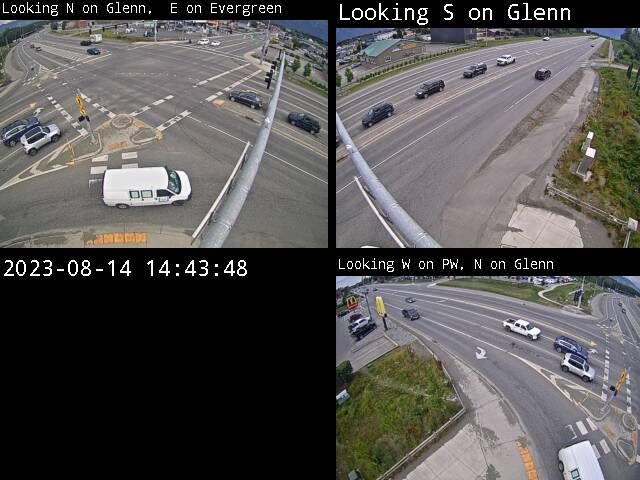 Looking N on Glenn,  E on Evergreen
Looking S on Glenn
2023-08-14 14:43:48
Looking W on PW, N on Glenn